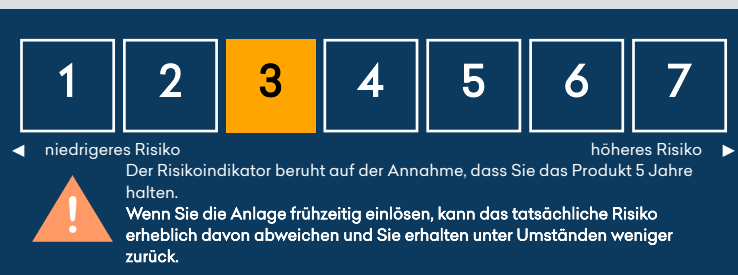 1 2 3 4 5 6 7
◄ niedrigeres Risiko höheres Risiko ►
Der Risikoindikator beruht auf der Annahme, dass Sie das Produkt 5 Jahre
halten.
Wenn Sie die Anlage frühzeitig einlösen, kann das tatsächliche Risiko
erheblich davon abweichen und Sie erhalten unter Umständen weniger
zurück.